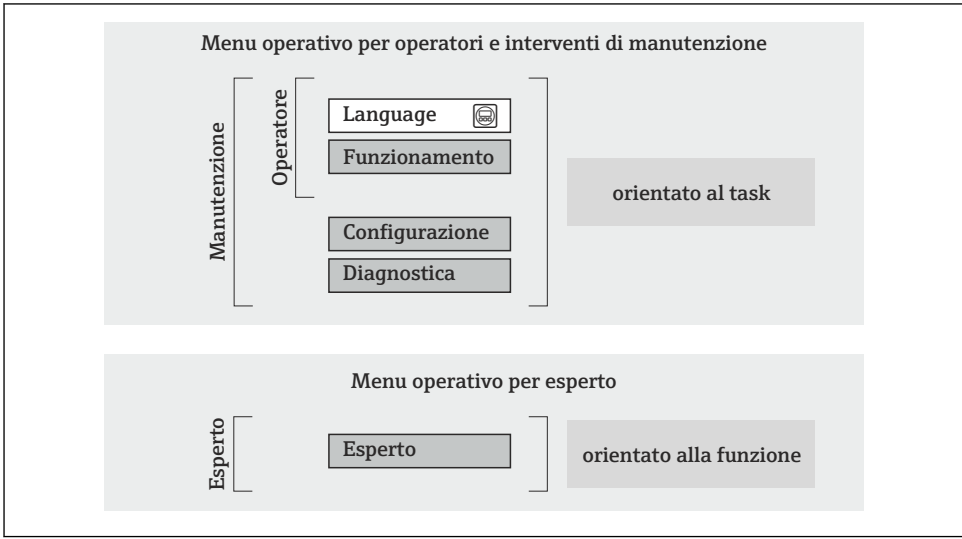 Menu operativo per operatori e interventi di manutenzione
Manutenzione
Operatore
Language
Funzionamento
Configurazione
Diagnostica
orientato al task
Menu operativo per esperto
Esperto
Esperto
orientato alla funzione